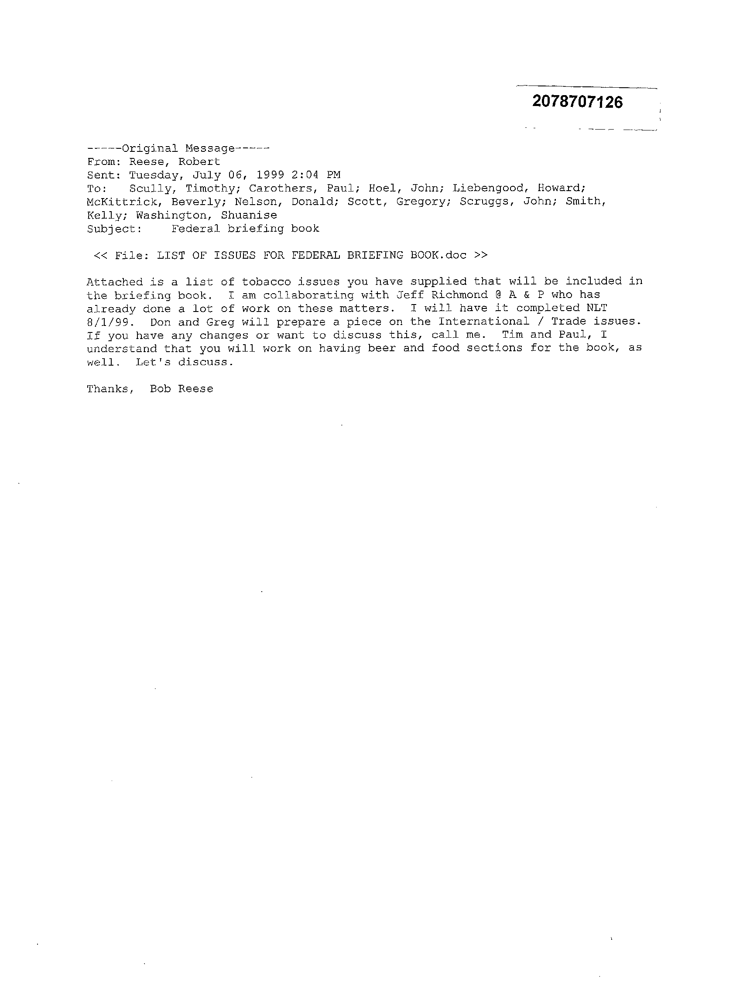 2078707126
-----Original Message-----
From: Reese, Robert
Sent: Tuesday, July 06, 1999 2:04 PM
To:   Scully, Timothy; Carothers, Paul; Hoel, John; Liebengood, Howard;
McKittrick, Beverly; Nelson, Donald; Scott, Gregory; Scruggs, John; Smith,
Kelly; Washington, Shuanise
Subject:    Federal briefing book
<< File: LIST OF ISSUES FOR FEDERAL BRIEFING BOOK.doc >>
Attached is a list of tobacco issues you have supplied that will be included in
the briefing book.  I am collaborating with Jeff Richmond @ A & P who has
already done a lot of work on these matters.  I will have it completed NLT
8/1/99.  Don and Greg will prepare a piece on the International / Trade issues.
If you have any changes or want to discuss this, call me.  Tim and Paul, I
understand that you will work on having beer and food sections for the book, as
well.  Let's discuss.
Thanks,  Bob Reese